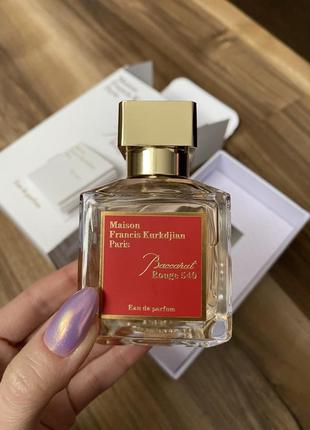 Maison
Francis Kurkdjian
Paris
Baccarat
Rouge 540
Eau de parfum